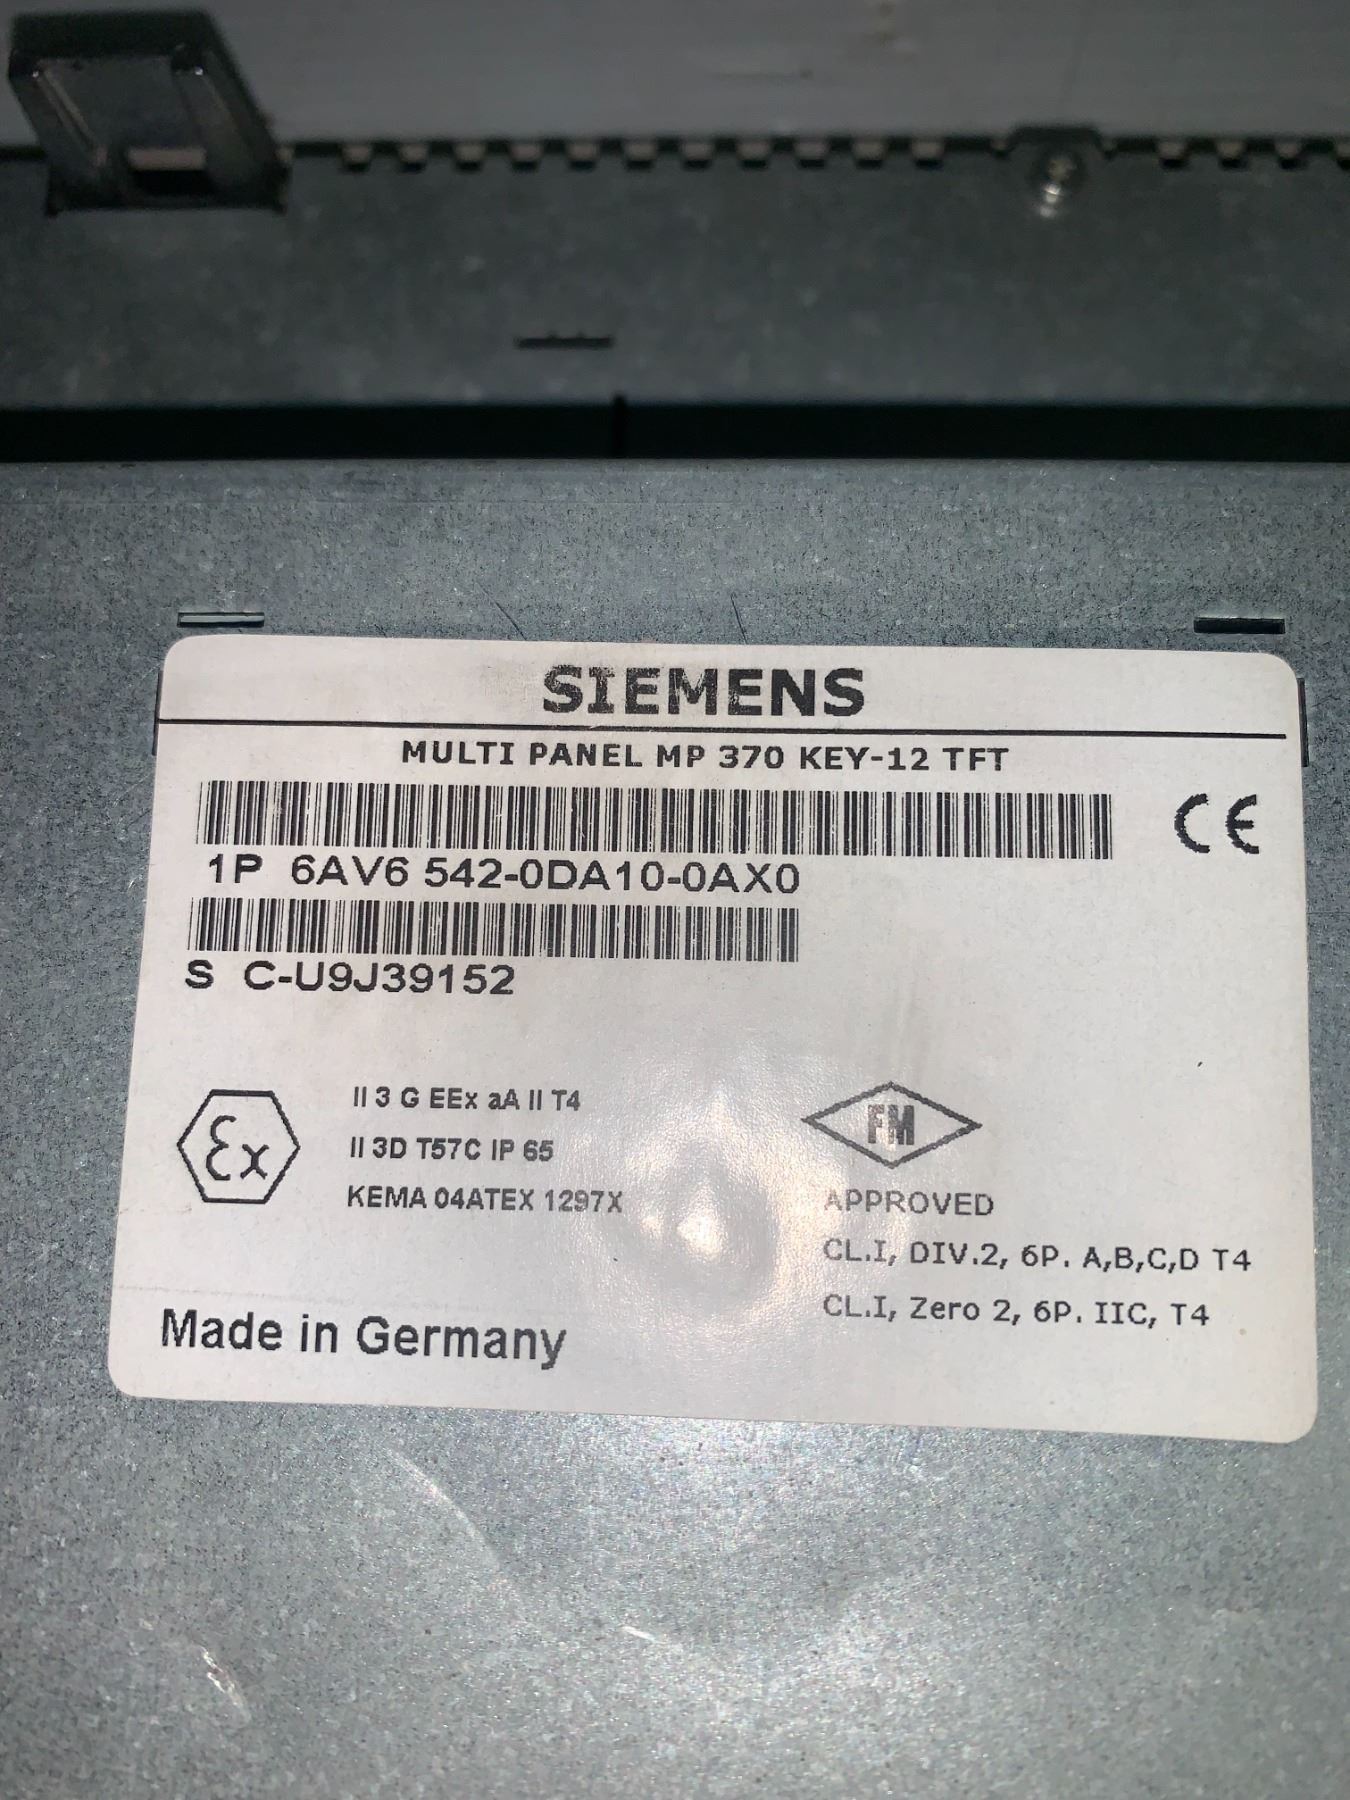 SIEMENS
MULTI PANEL MP 370 KEY-12 TFT
CE
1P 6AV6 542-0DA10-0AX0
S C-U9J39152
Ex
II 3 G EEx aA II T4
II 3D T57C IP 65
KEMA 04ATEX 1297X
FM
APPROVED
CL.I, DIV.2, 6P. A,B,C,D T4
CL.I, Zero 2, 6P. IIC, T4
Made in Germany